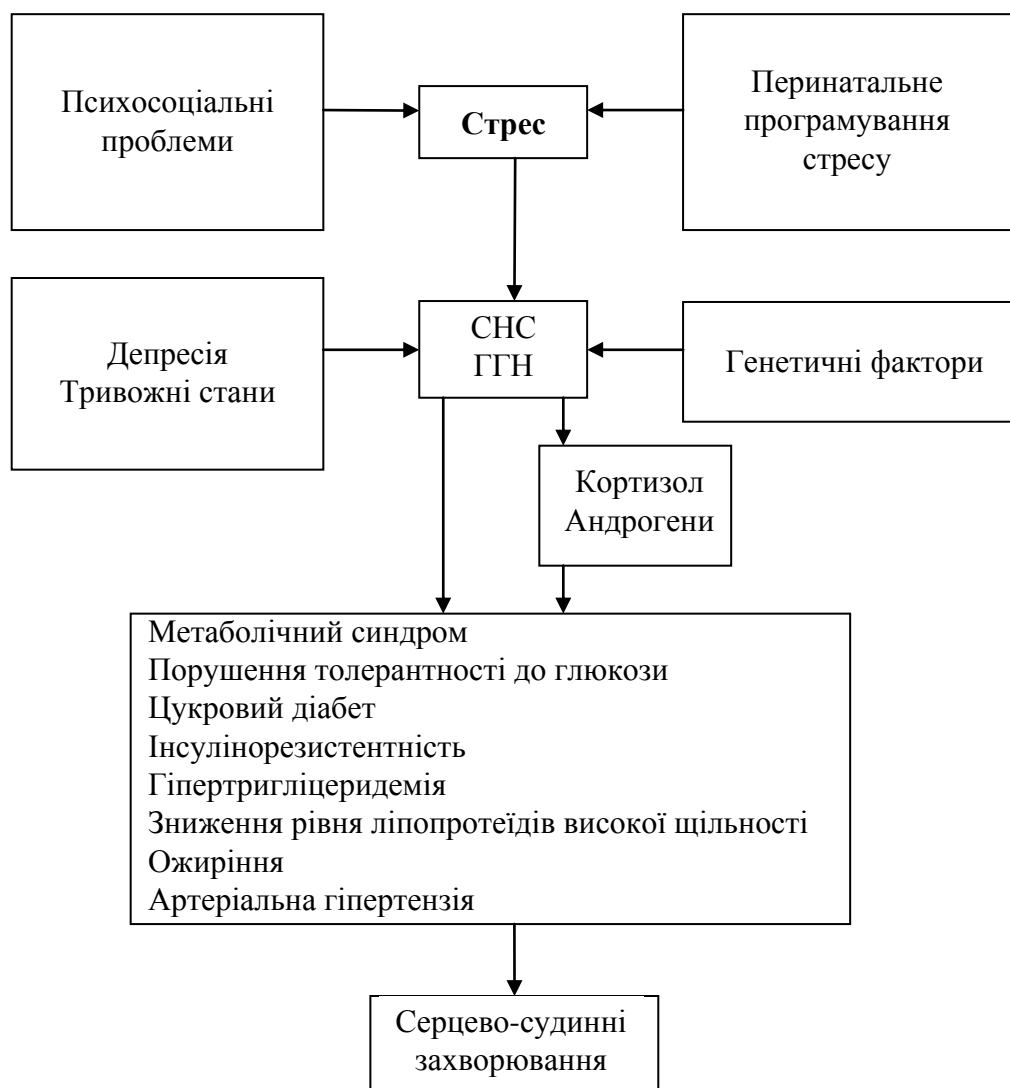 Психосоціальні
проблеми
Стрес
Перинатальне
програмування
стресу
Депресія
Тривожні стани
СНС
ГГН
Генетичні фактори
Кортизол
Андрогени
Метаболічний синдром
Порушення толерантності до глюкози
Цукровий діабет
Інсулінорезистентність
Гіпертригліцеридемія
Зниження рівня ліпопротеїдів високої щільності
Ожиріння
Артеріальна гіпертензія
Серцево-судинні
захворювання